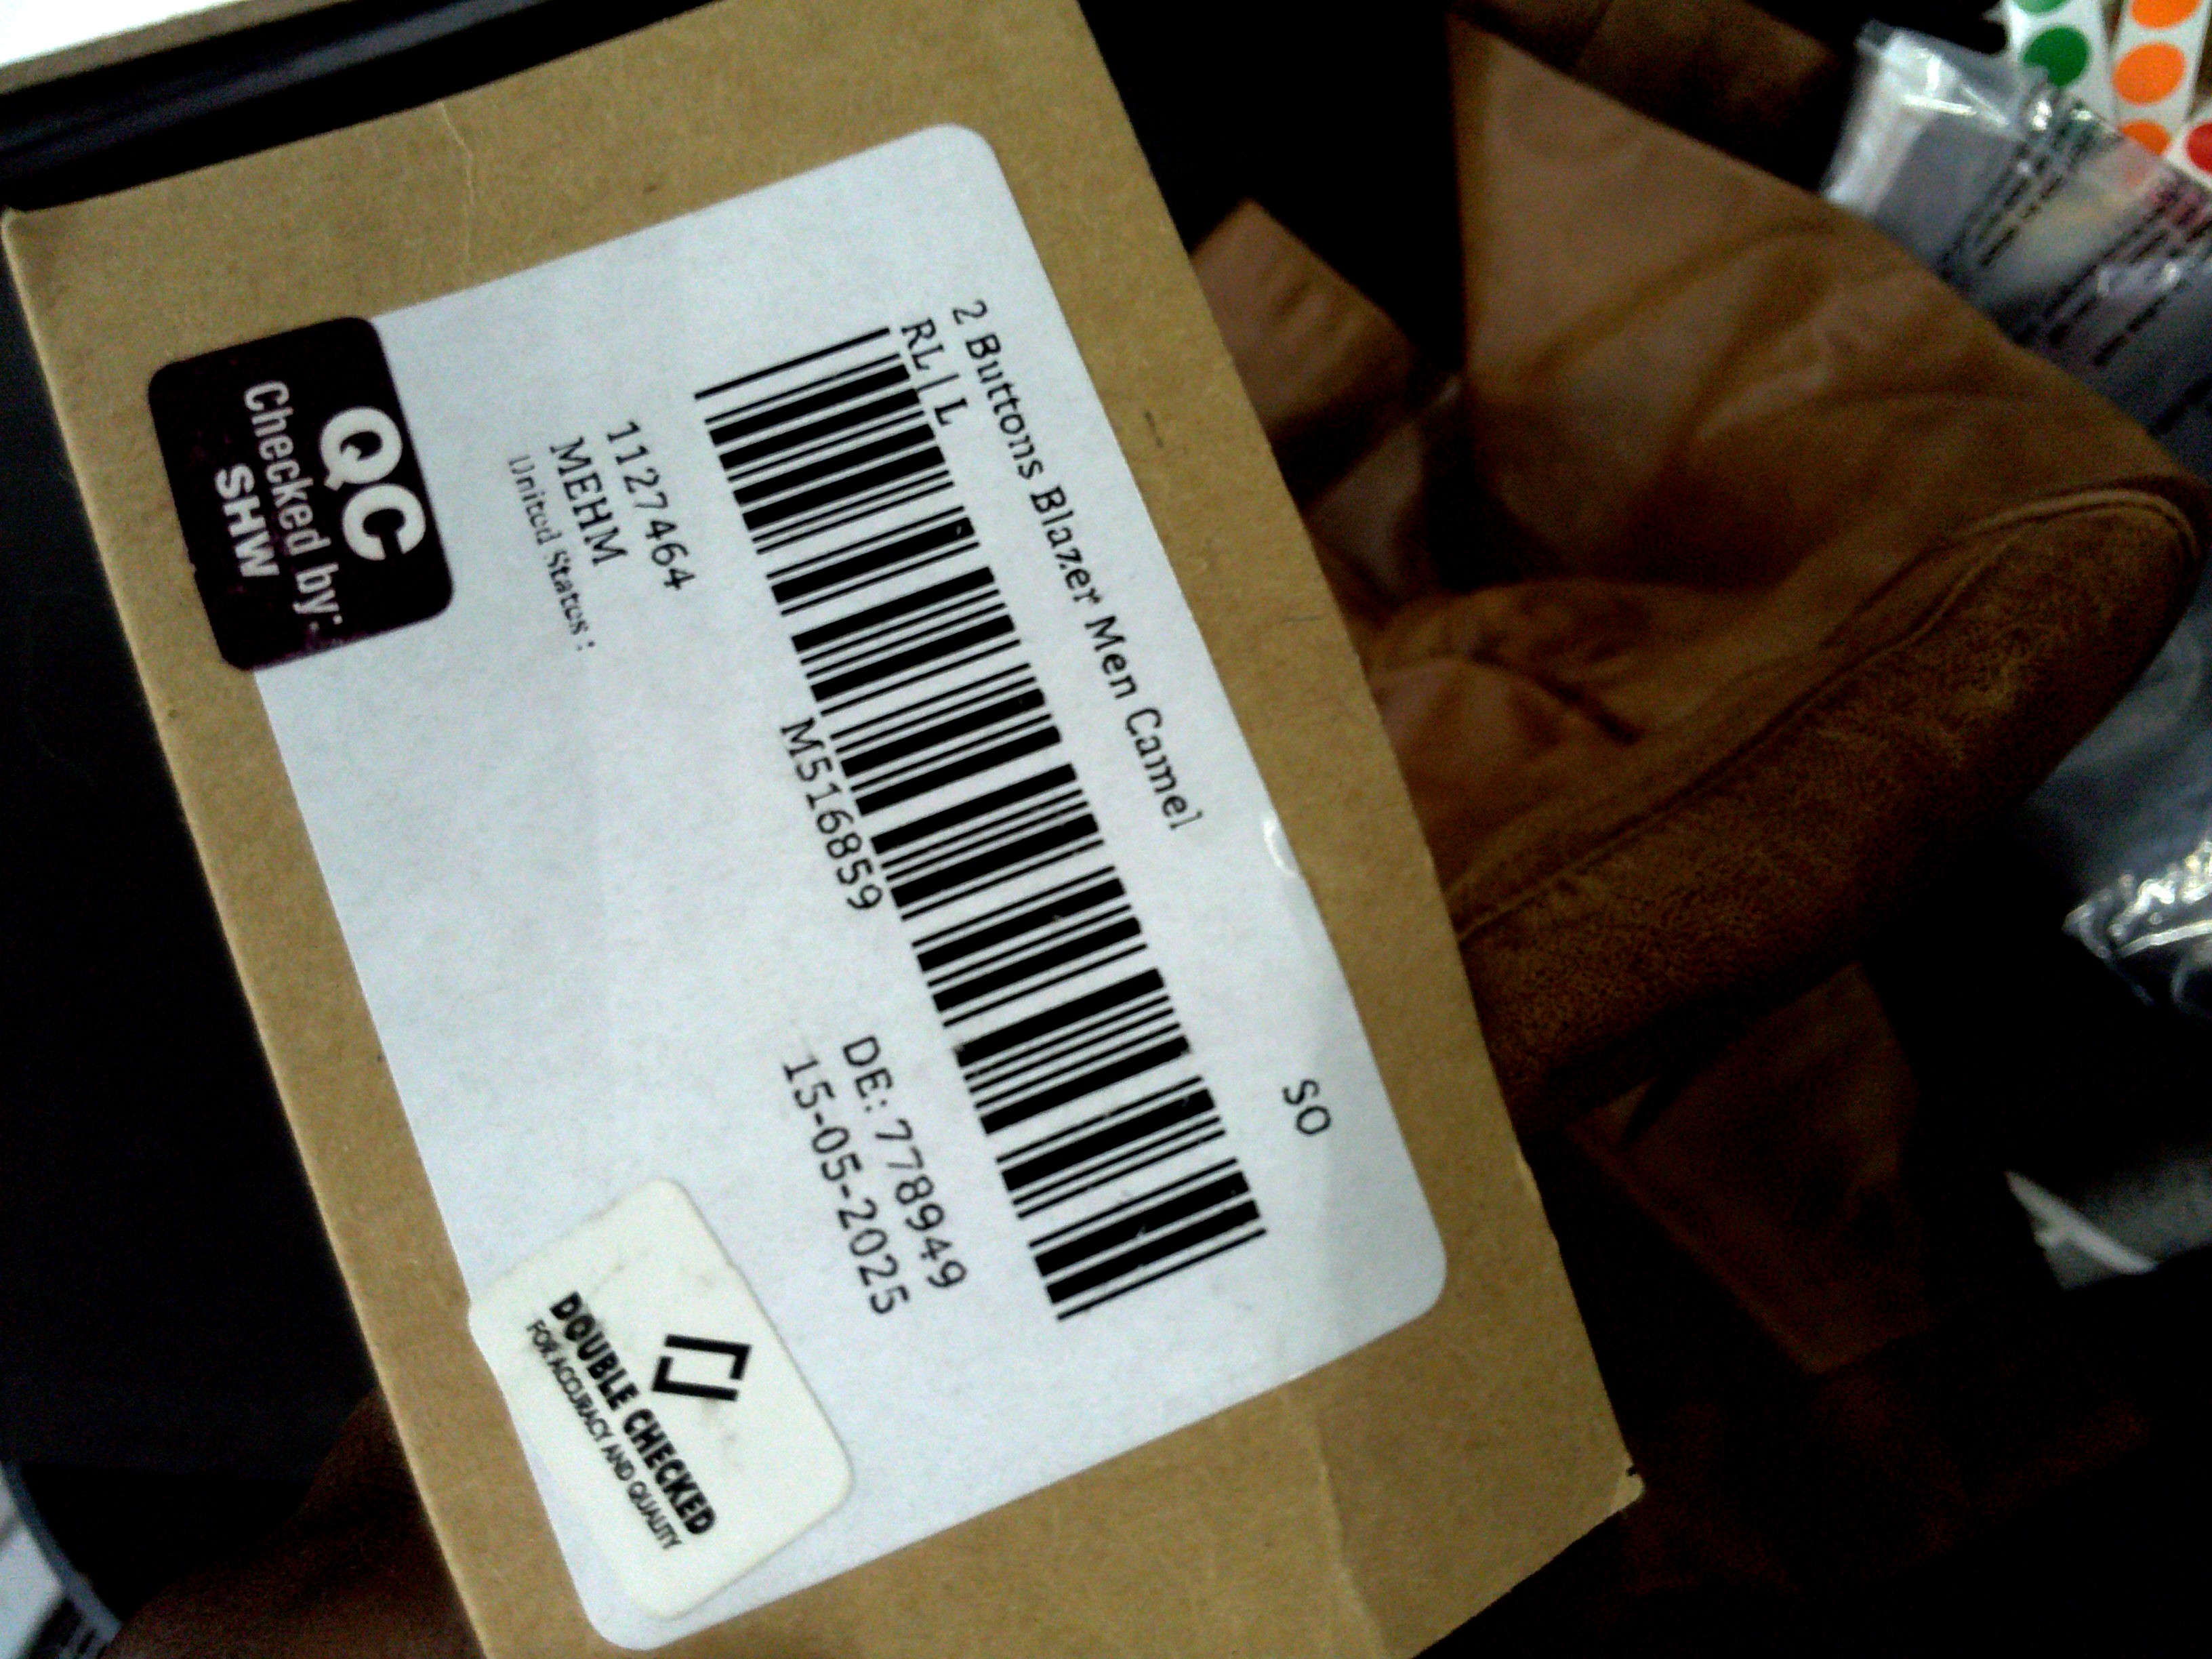 SO
2 Buttons Blazer Men Camel
RL | L
M516859
DE: 778949
15-05-2025
11274464
MEHM
United States :
QC
Checked by:
SHW
DOUBLE CHECKED
FOR ACCURACY AND QUALITY